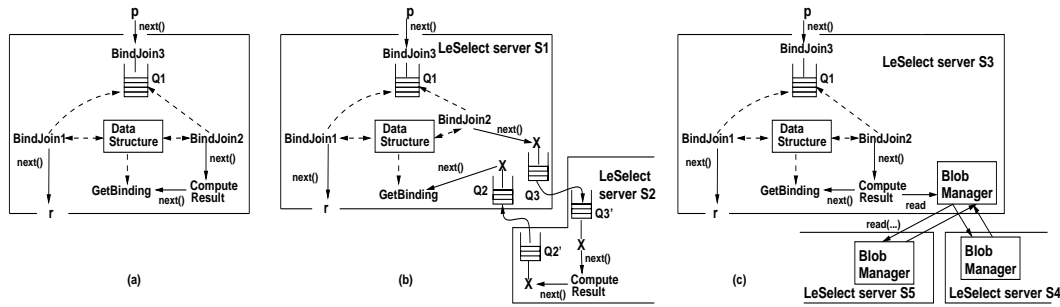 p
next()
BindJoin3
Q1
BindJoin1
Data
Structure
BindJoin2
next()
next()
GetBinding
next()
Compute
Result
r
(a)
p
next()
BindJoin3
LeSelect server S1
Q1
BindJoin1
Data
Structure
BindJoin2
next()
X
next()
next()
X
GetBinding
Q2
Q3
r
LeSelect
server S2
Q3'
Q2'
X
next()
X
next()
Compute
Result
(b)
p
next()
BindJoin3
LeSelect server S3
Q1
BindJoin1
Data
Structure
BindJoin2
next()
next()
GetBinding
next()
Compute
Result
read
Blob
Manager
r
read(...)
Blob
Manager
LeSelect server S5
Blob
Manager
LeSelect server S4
(c)